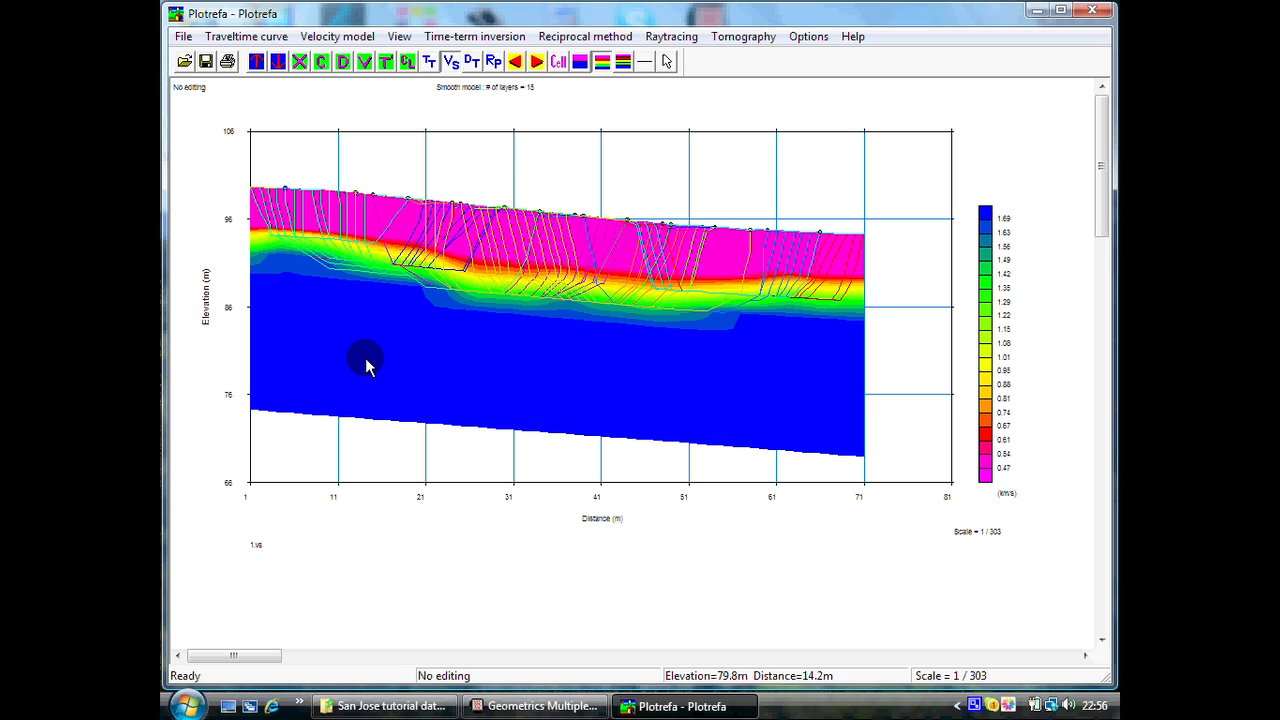 Plotrefa - Plotrefa
File Traveltime curve Velocity model View Time-term inversion Reciprocal method Raytracing Tomography Options Help
C D TT VS DT RP Cell
No editing
Smooth model : # of layers = 15
106
96
86
76
66
Elevation (m)
1 11 21 31 41 51 61 71 81
Distance (m)
1.69
1.63
1.56
1.49
1.42
1.35
1.29
1.22
1.15
1.08
1.01
0.95
0.88
0.81
0.74
0.67
0.61
0.54
0.47
(km/s)
Scale = 1 / 303
1.vs
Ready No editing Elevation=79.8m Distance=14.2m Scale = 1 / 303
San Jose tutorial dat... Geometrics Multiple... Plotrefa - Plotrefa 22:56